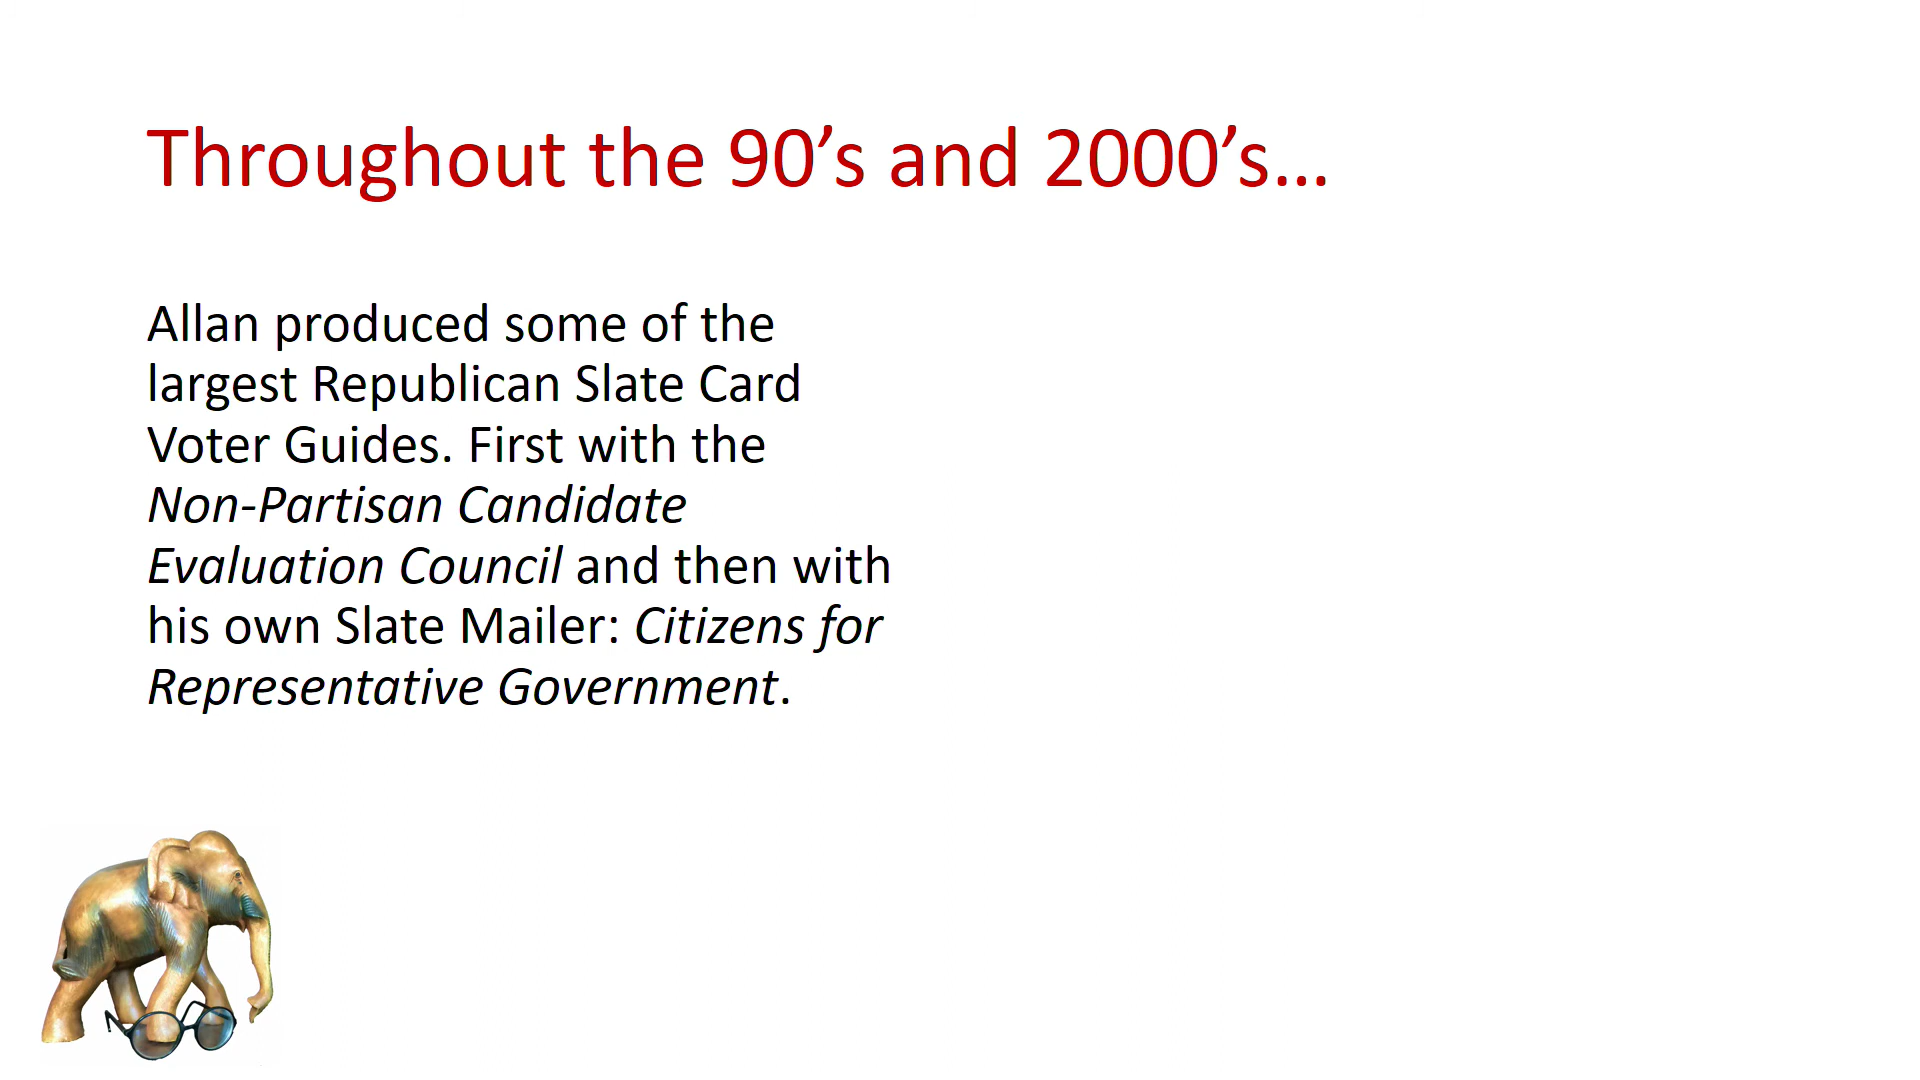 Throughout the 90’s and 2000’s…
Allan produced some of the
largest Republican Slate Card
Voter Guides. First with the
Non-Partisan Candidate
Evaluation Council and then with
his own Slate Mailer: Citizens for
Representative Government.